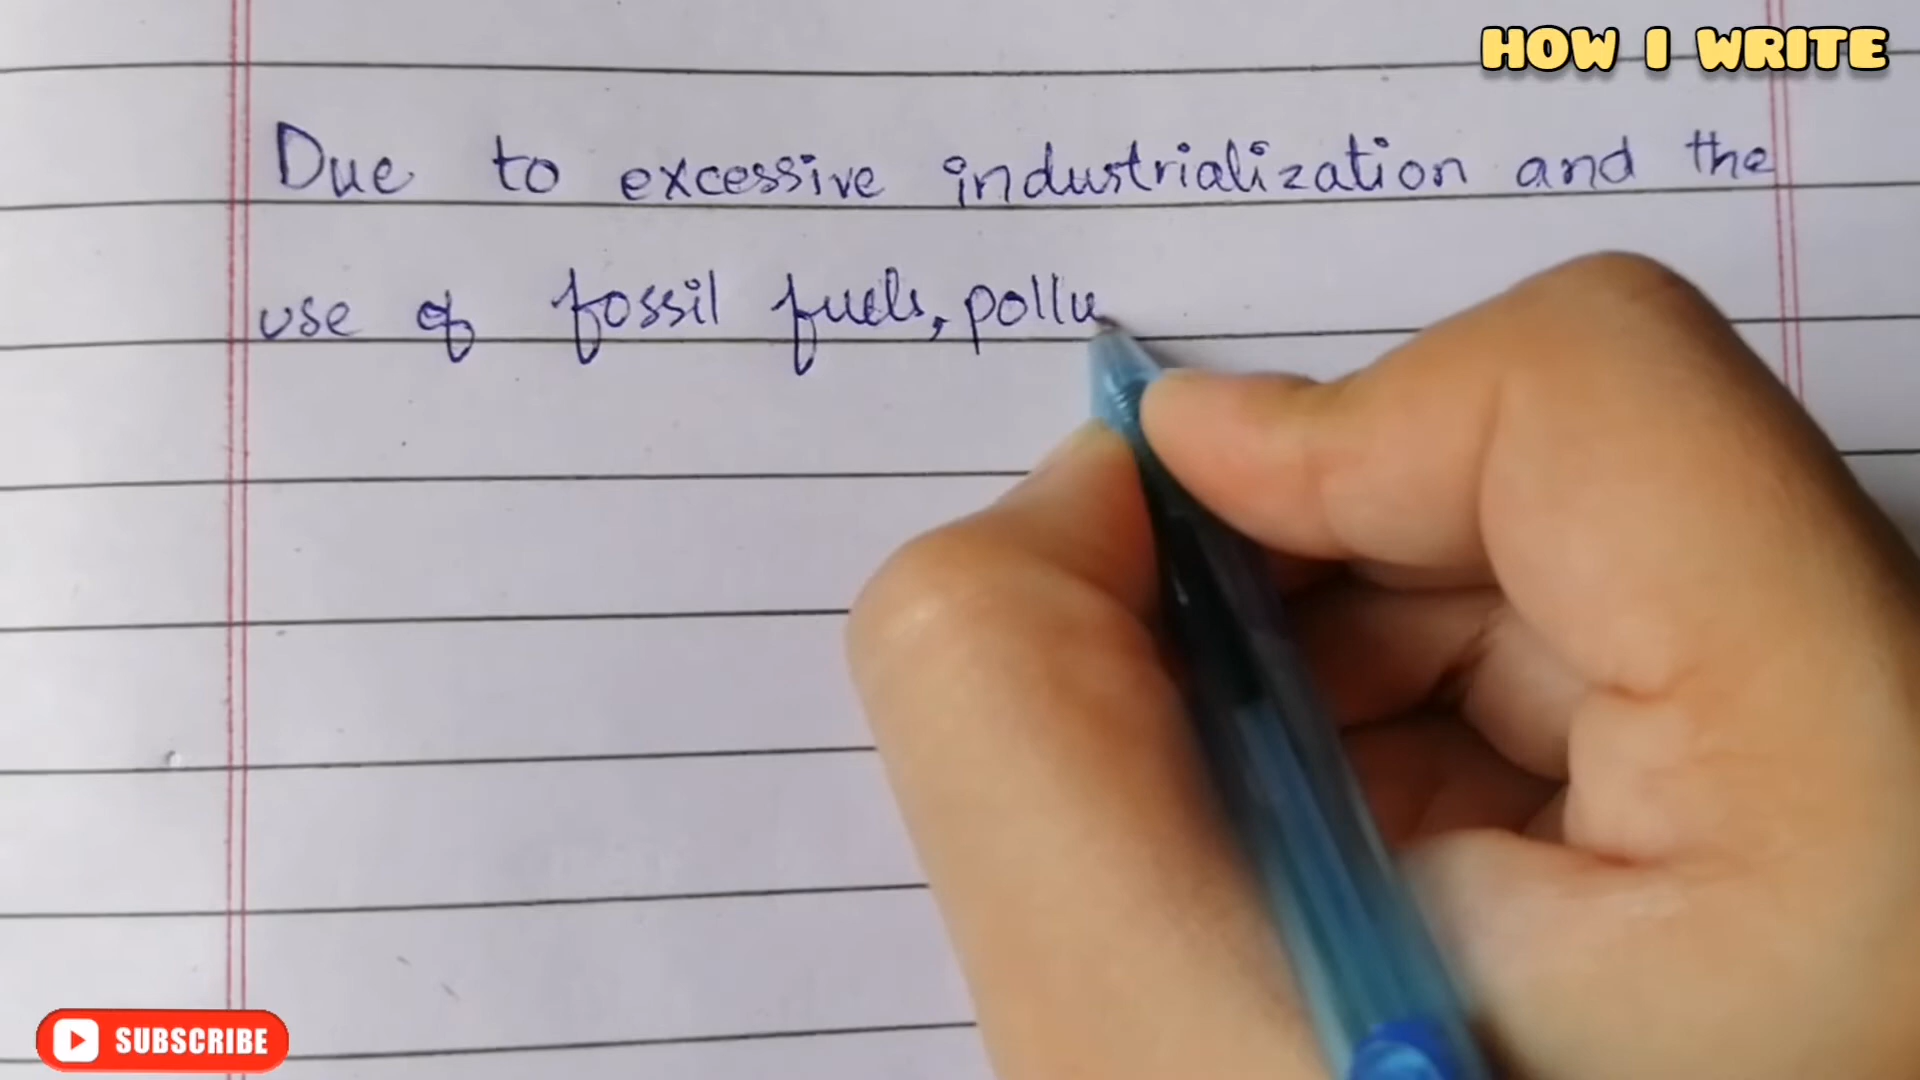 HOW I WRITE
Due to excessive industrialization and the
use of fossil fuels, pollu
SUBSCRIBE